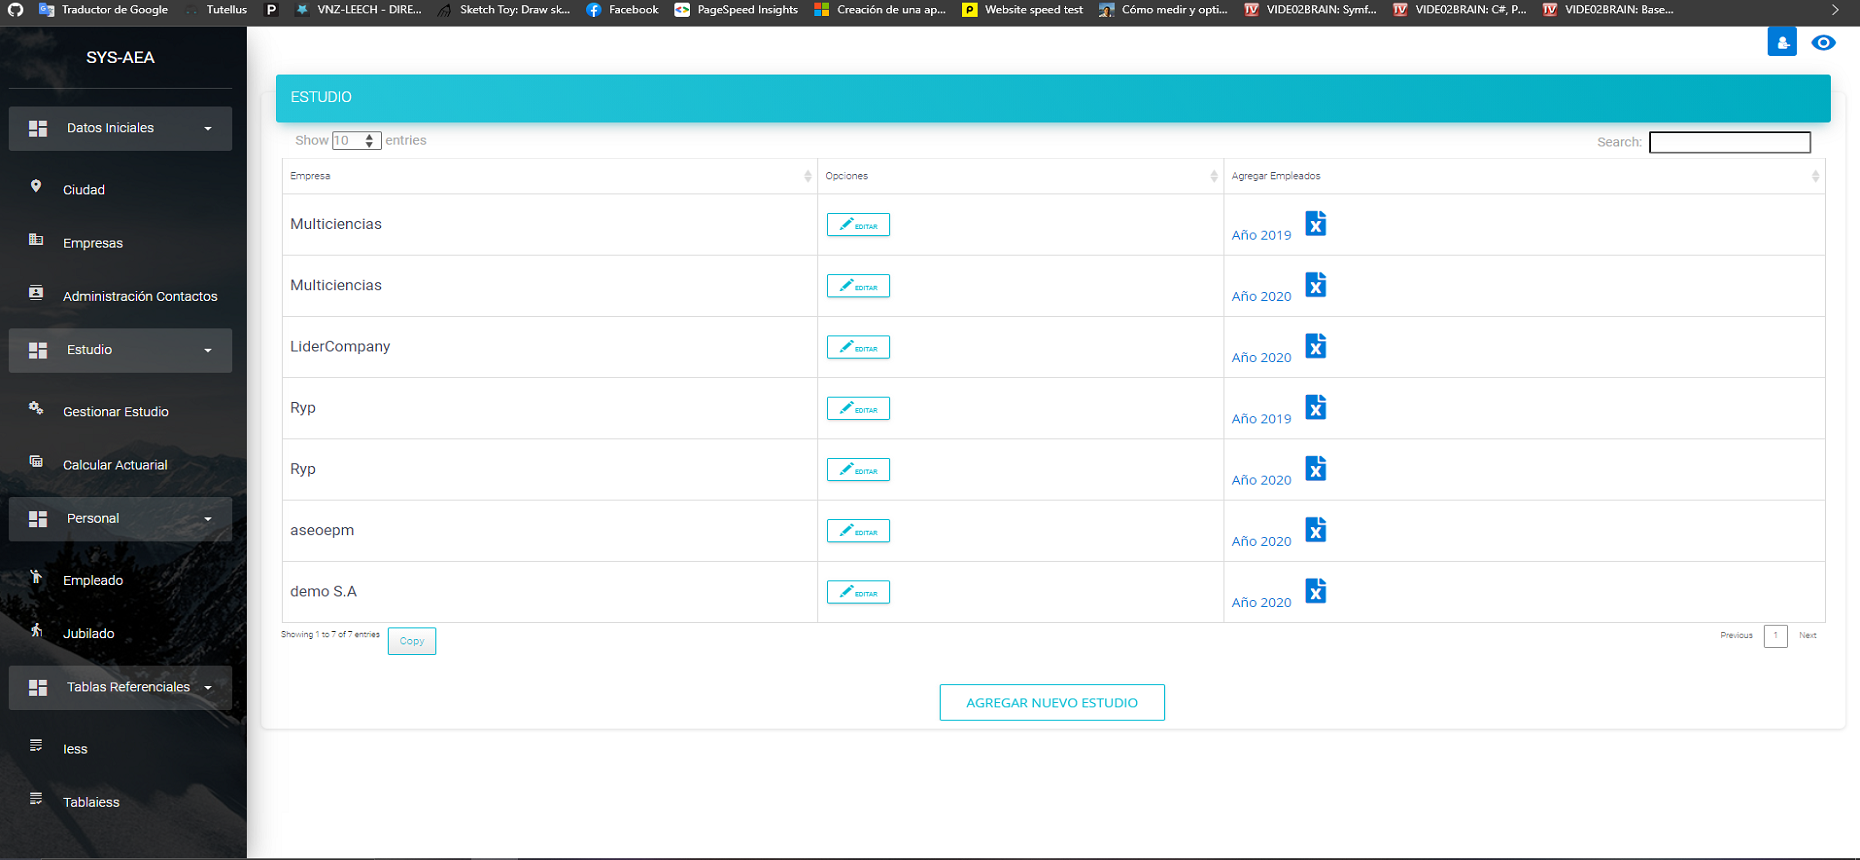 Traductor de Google Tutellus VNZ-LEECH - DIRE... Sketch Toy: Draw sk... Facebook PageSpeed Insights Creación de una ap... Website speed test Cómo medir y opti... VIDEO2BRAIN: Symf... VIDEO2BRAIN: C#, P... VIDEO2BRAIN: Base...
SYS-AEA
Datos Iniciales
Ciudad
Empresas
Administración Contactos
Estudio
Gestionar Estudio
Calcular Actuarial
Personal
Empleado
Jubilado
Tablas Referenciales
Iess
Tablaiess
ESTUDIO
Show 10 entries
Search:
Empresa Opciones Agregar Empleados
Multiciencias EDITAR Año 2019
Multiciencias EDITAR Año 2020
LiderCompany EDITAR Año 2020
Ryp EDITAR Año 2019
Ryp EDITAR Año 2020
aseoepm EDITAR Año 2020
demo S.A EDITAR Año 2020
Showing 1 to 7 of 7 entries Copy Previous 1 Next
AGREGAR NUEVO ESTUDIO